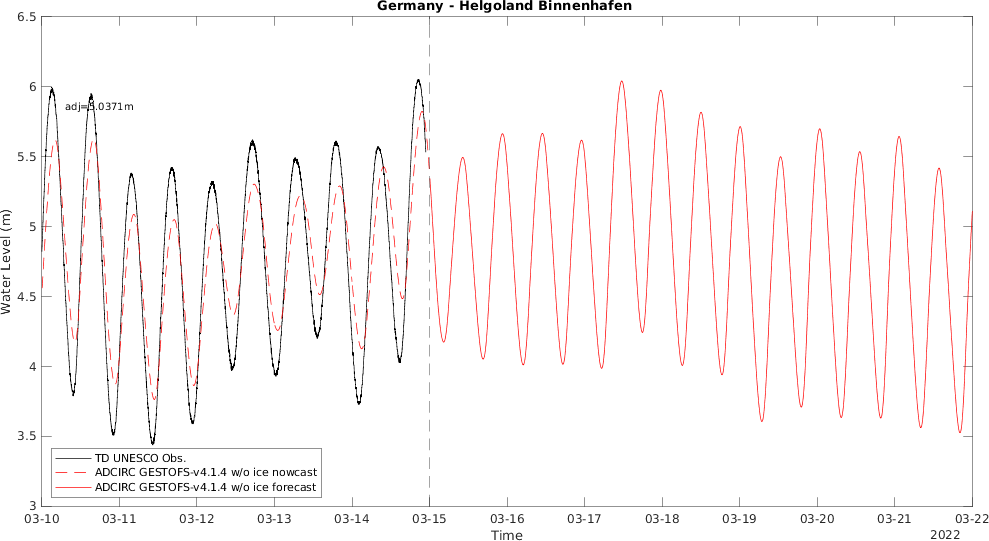 Germany - Helgoland Binnenhafen
Water Level (m)
6.5
6
5.5
5
4.5
4
3.5
3
adj=5.0371m
TD UNESCO Obs.
ADCIRC GESTOFS-v4.1.4 w/o ice nowcast
ADCIRC GESTOFS-v4.1.4 w/o ice forecast
03-10 03-11 03-12 03-13 03-14 03-15 03-16 03-17 03-18 03-19 03-20 03-21 03-22
Time
2022